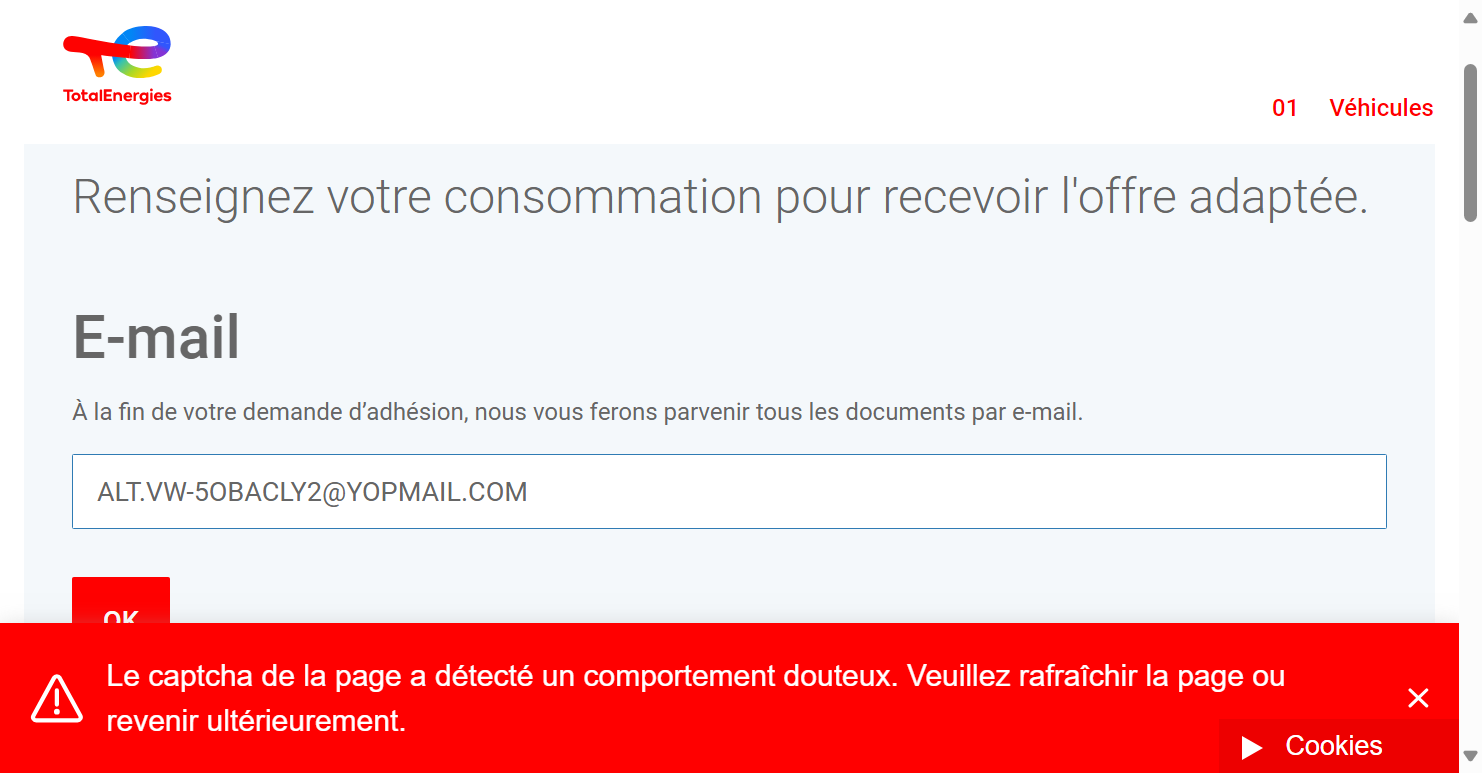 TotalEnergies
01 Véhicules
Renseignez votre consommation pour recevoir l'offre adaptée.
E-mail
À la fin de votre demande d’adhésion, nous vous ferons parvenir tous les documents par e-mail.
ALT.VW-5OBACLY2@YOPMAIL.COM
OK
Le captcha de la page a détecté un comportement douteux. Veuillez rafraîchir la page ou
revenir ultérieurement.
Cookies